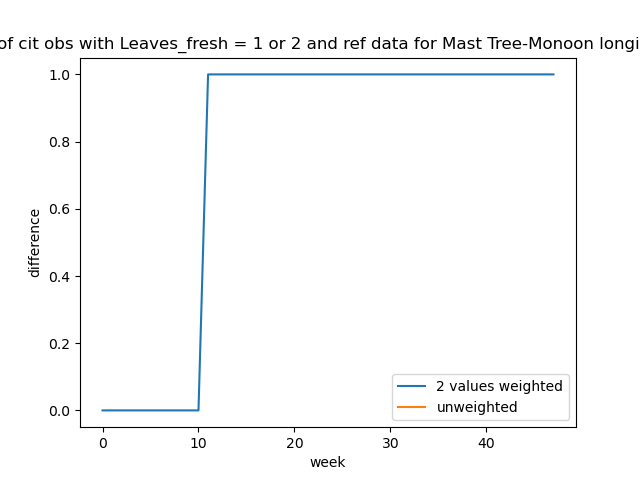 of cit obs with Leaves_fresh = 1 or 2 and ref data for Mast Tree-Monoon longi
1.0
0.8
0.6
0.4
0.2
0.0
difference
0 10 20 30 40
week
2 values weighted
unweighted